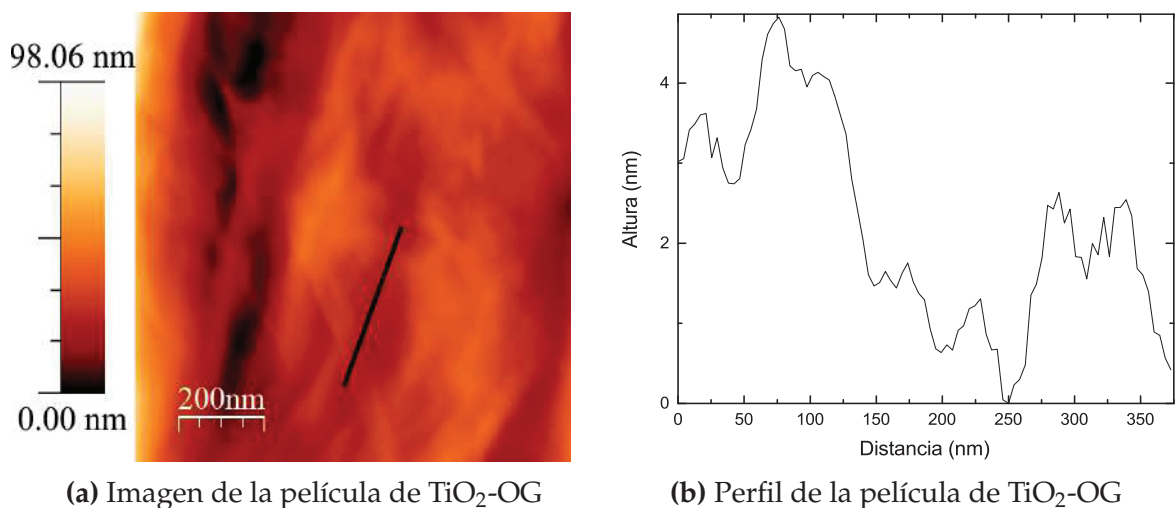 98.06 nm
0.00 nm
200nm
(a) Imagen de la película de TiO₂-OG
Altura (nm)
4
2
0
0 50 100 150 200 250 300 350
Distancia (nm)
(b) Perfil de la película de TiO₂-OG